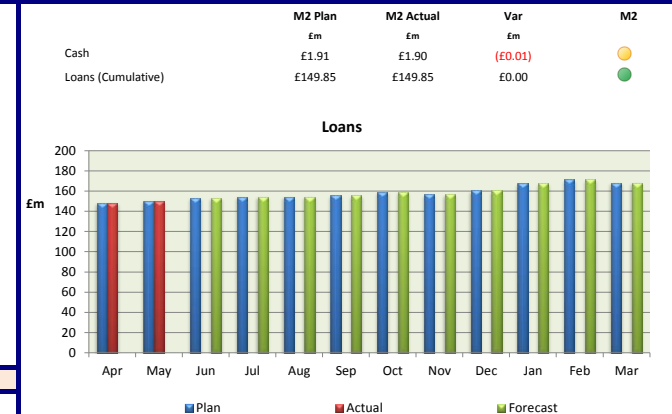 M2 Plan M2 Actual Var M2
£m £m £m
Cash £1.91 £1.90 (£0.01)
Loans (Cumulative) £149.85 £149.85 £0.00
Loans
200
180
160
£m
140
120
100
80
60
40
20
0
Apr May Jun Jul Aug Sep Oct Nov Dec Jan Feb Mar
Plan Actual Forecast